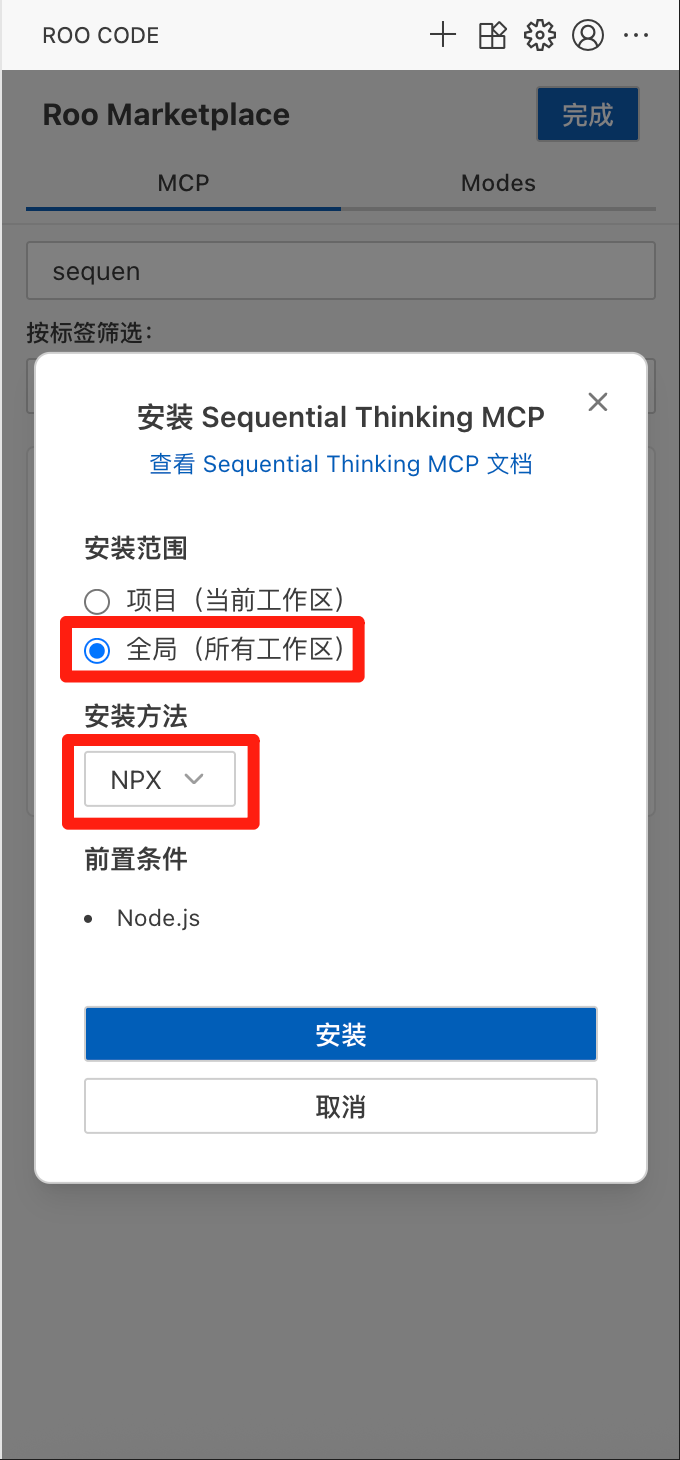 ROO CODE
Roo Marketplace
完成
MCP
Modes
sequen
按标签筛选：
安装 Sequential Thinking MCP
查看 Sequential Thinking MCP 文档
安装范围
项目（当前工作区）
全局（所有工作区）
安装方法
NPX
前置条件
• Node.js
安装
取消